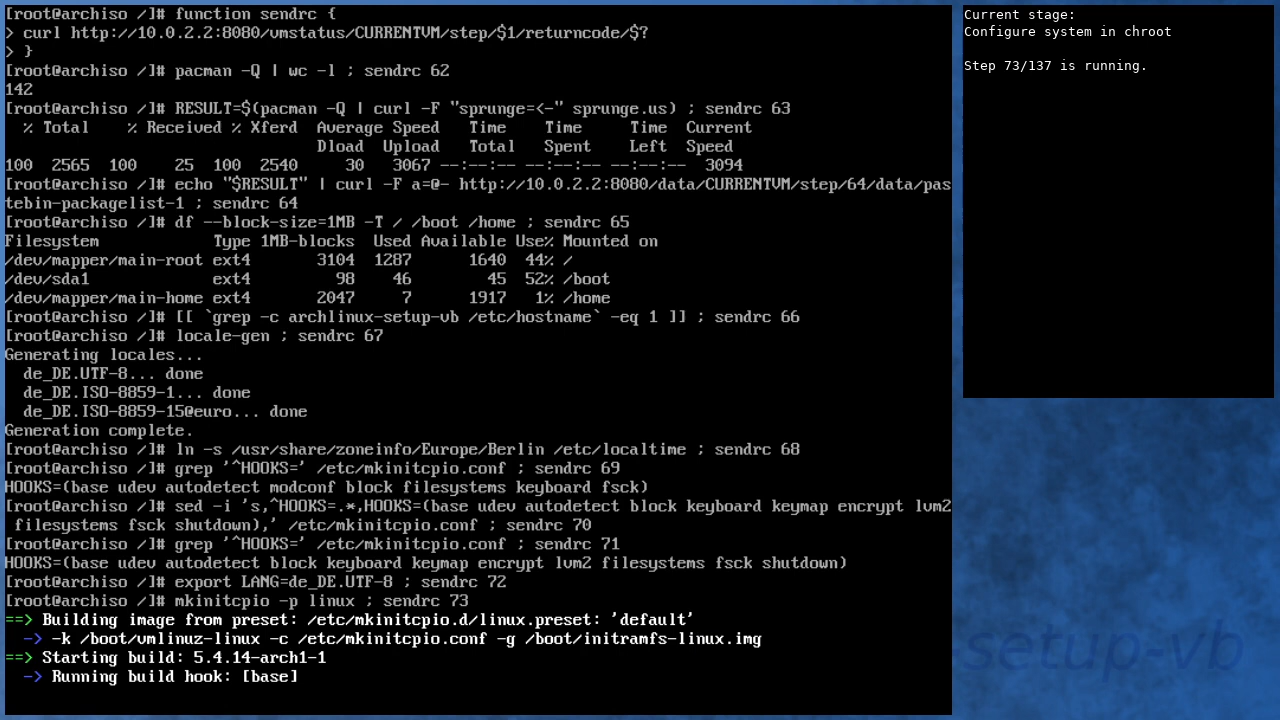 [root@archiso /]# function sendrc {
> curl http://10.0.2.2:8080/vmstatus/CURRENTVM/step/$1/returncode/$?
> }
[root@archiso /]# pacman -Q | wc -l ; sendrc 62
142
[root@archiso /]# RESULT=$(pacman -Q | curl -F "sprunge=<-" sprunge.us) ; sendrc 63
  % Total    % Received % Xferd  Average Speed   Time    Time     Time  Current
                                 Dload  Upload   Total   Spent    Left  Speed
100  2565  100    25  100  2540     30   3067 --:--:-- --:--:-- --:--:--  3094
[root@archiso /]# echo "$RESULT" | curl -F a=@- http://10.0.2.2:8080/data/CURRENTVM/step/64/data/pas
tebin-packagelist-1 ; sendrc 64
[root@archiso /]# df --block-size=1MB -T / /boot /home ; sendrc 65
Filesystem            Type 1MB-blocks  Used Available Use% Mounted on
/dev/mapper/main-root ext4       3104  1287      1640  44% /
/dev/sda1             ext4         98    46        45  52% /boot
/dev/mapper/main-home ext4       2047     7      1917   1% /home
[root@archiso /]# [[ `grep -c archlinux-setup-vb /etc/hostname` -eq 1 ]] ; sendrc 66
[root@archiso /]# locale-gen ; sendrc 67
Generating locales...
  de_DE.UTF-8... done
  de_DE.ISO-8859-1... done
  de_DE.ISO-8859-15@euro... done
Generation complete.
[root@archiso /]# ln -s /usr/share/zoneinfo/Europe/Berlin /etc/localtime ; sendrc 68
[root@archiso /]# grep '^HOOKS=' /etc/mkinitcpio.conf ; sendrc 69
HOOKS=(base udev autodetect modconf block filesystems keyboard fsck)
[root@archiso /]# sed -i 's,^HOOKS=.*,HOOKS=(base udev autodetect block keyboard keymap encrypt lvm2
 filesystems fsck shutdown),' /etc/mkinitcpio.conf ; sendrc 70
[root@archiso /]# grep '^HOOKS=' /etc/mkinitcpio.conf ; sendrc 71
HOOKS=(base udev autodetect block keyboard keymap encrypt lvm2 filesystems fsck shutdown)
[root@archiso /]# export LANG=de_DE.UTF-8 ; sendrc 72
[root@archiso /]# mkinitcpio -p linux ; sendrc 73
==> Building image from preset: /etc/mkinitcpio.d/linux.preset: 'default'
  -> -k /boot/vmlinuz-linux -c /etc/mkinitcpio.conf -g /boot/initramfs-linux.img
==> Starting build: 5.4.14-arch1-1
  -> Running build hook: [base]
Current stage:
Configure system in chroot
Step 73/137 is running.
-setup-vb